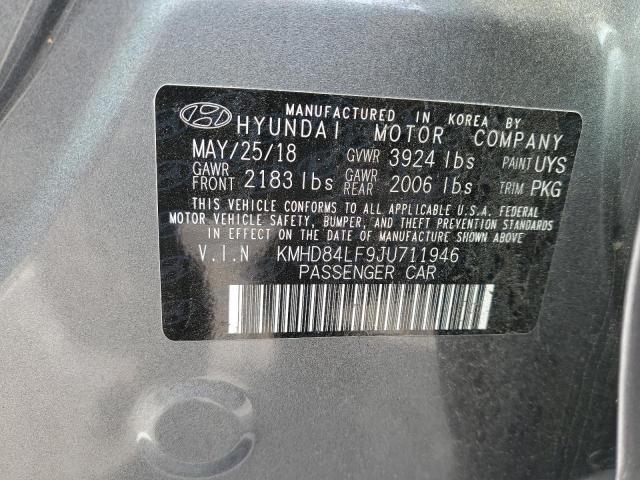 MANUFACTURED IN KOREA BY
HYUNDAI MOTOR COMPANY
MAY/25/18 GVWR 3924 lbs PAINT UYS
GAWR FRONT 2183 lbs GAWR REAR 2006 lbs TRIM PKG
THIS VEHICLE CONFORMS TO ALL APPLICABLE U.S.A. FEDERAL
MOTOR VEHICLE SAFETY, BUMPER, AND THEFT PREVENTION
STANDARDS IN EFFECT ON THE DATE OF MANUFACTURE SHOWN ABOVE
V.I.N KMHD84LF9JU711946
PASSENGER CAR